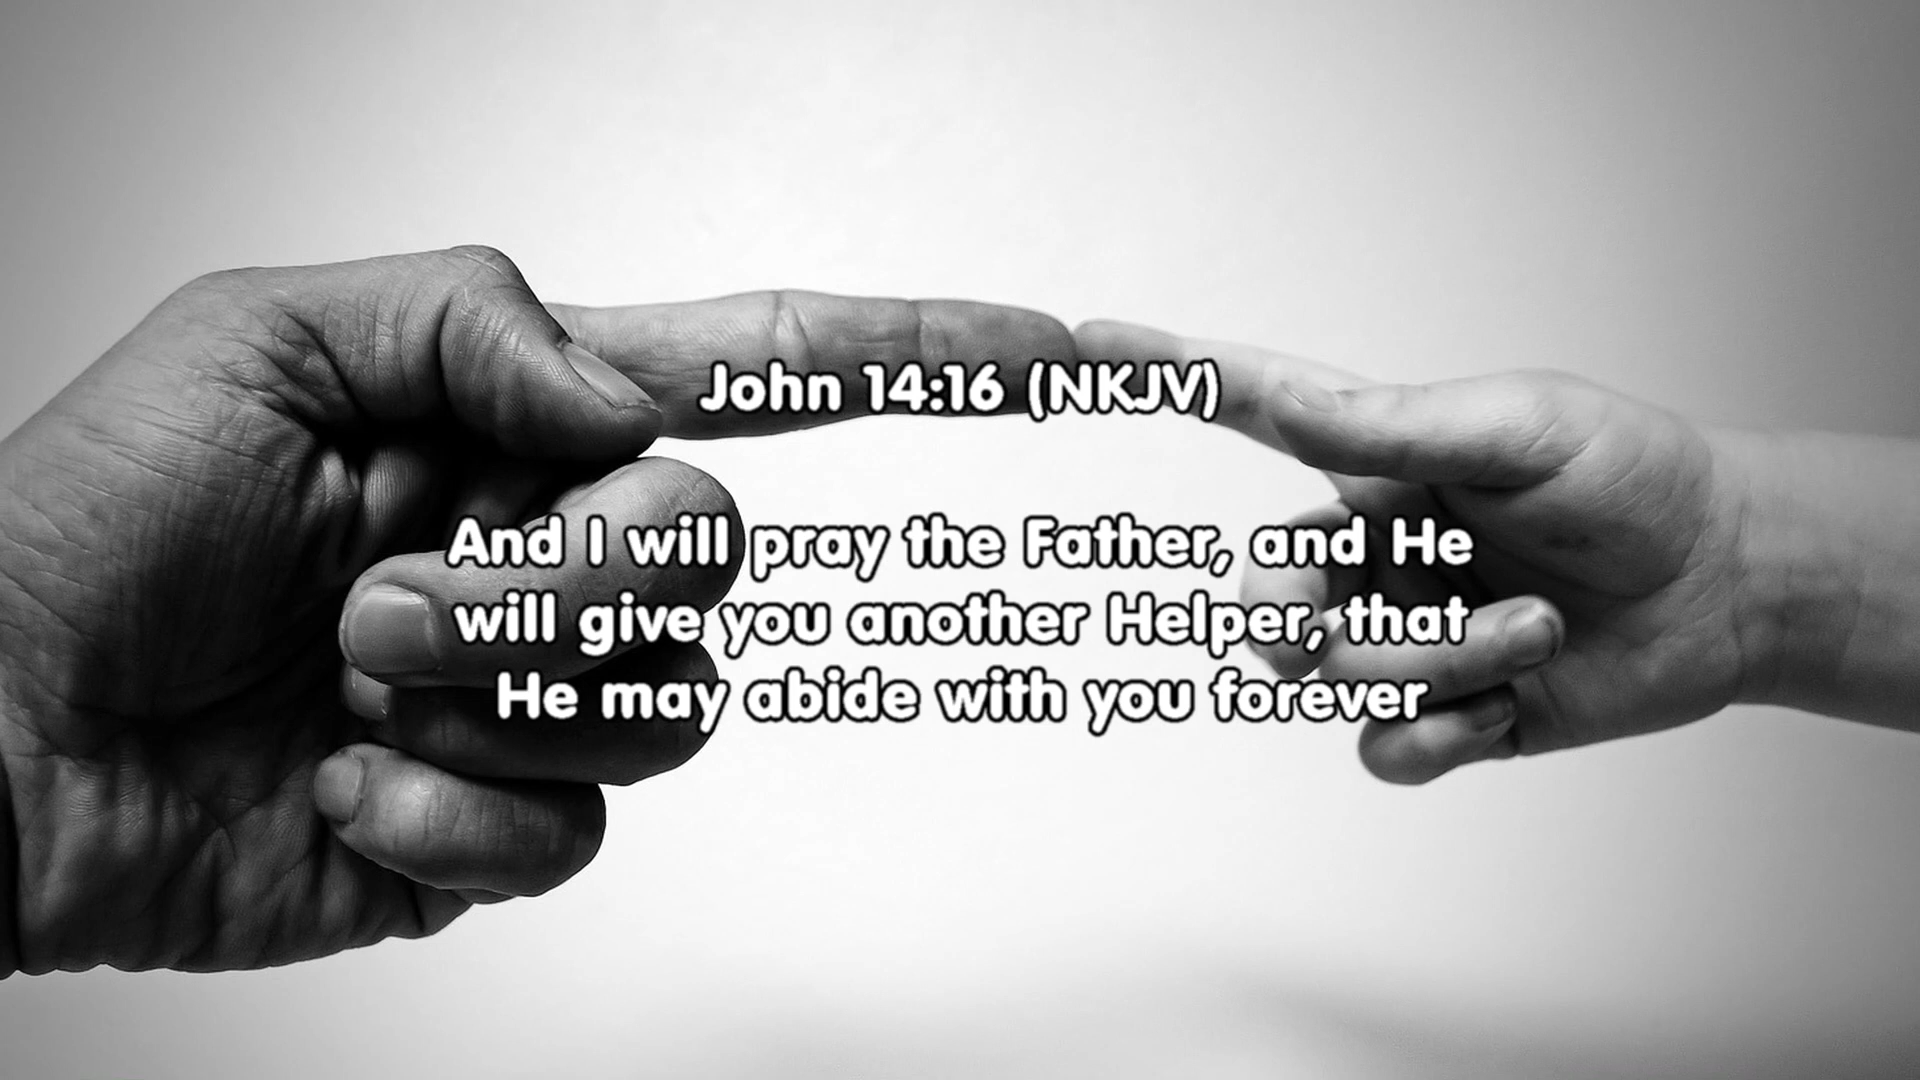 John 14:16 (NKJV)
And I will pray the Father, and He
will give you another Helper, that
He may abide with you forever